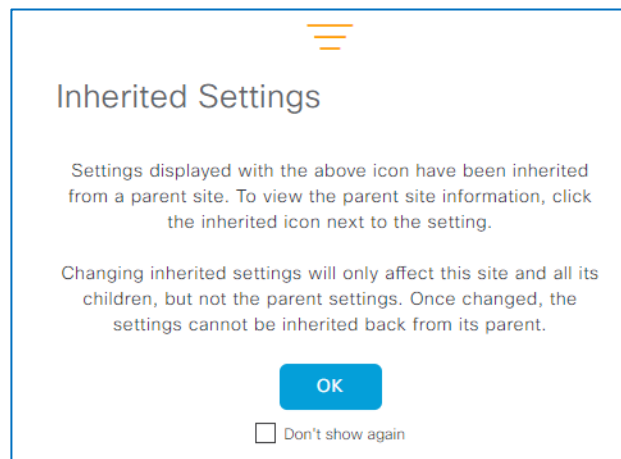 Inherited Settings
Settings displayed with the above icon have been inherited
from a parent site. To view the parent site information, click
the inherited icon next to the setting.
Changing inherited settings will only affect this site and all its
children, but not the parent settings. Once changed, the
settings cannot be inherited back from its parent.
OK
Don't show again